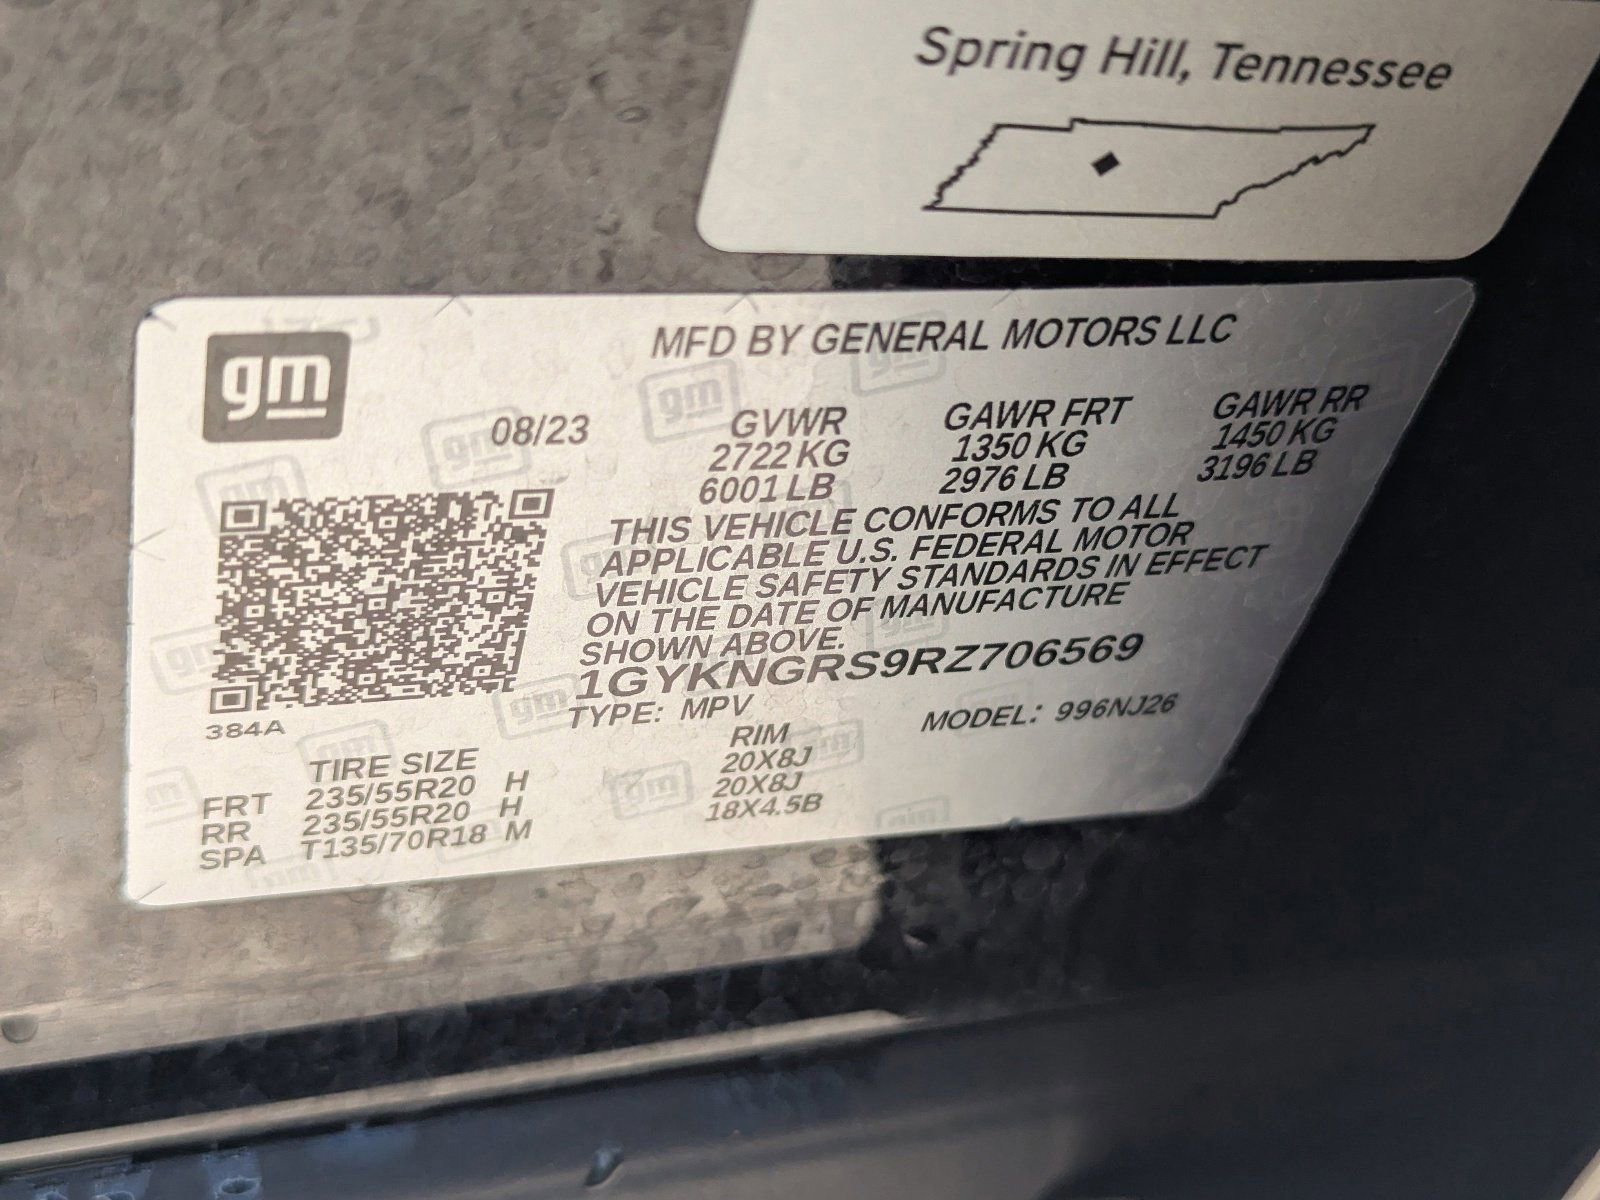 Spring Hill, Tennessee
gm
MFD BY GENERAL MOTORS LLC
08/23
GVWR GAWR FRT GAWR RR
2722 KG 1350 KG 1450 KG
6001 LB 2976 LB 3196 LB
THIS VEHICLE CONFORMS TO ALL
APPLICABLE U.S. FEDERAL MOTOR
VEHICLE SAFETY STANDARDS IN EFFECT
ON THE DATE OF MANUFACTURE
SHOWN ABOVE.
1GYKNGRS9RZ706569
384A
TYPE: MPV MODEL: 996NJ26
TIRE SIZE RIM
FRT 235/55R20 H 20X8J
RR 235/55R20 H 20X8J
SPA T135/70R18 M 18X4.5B